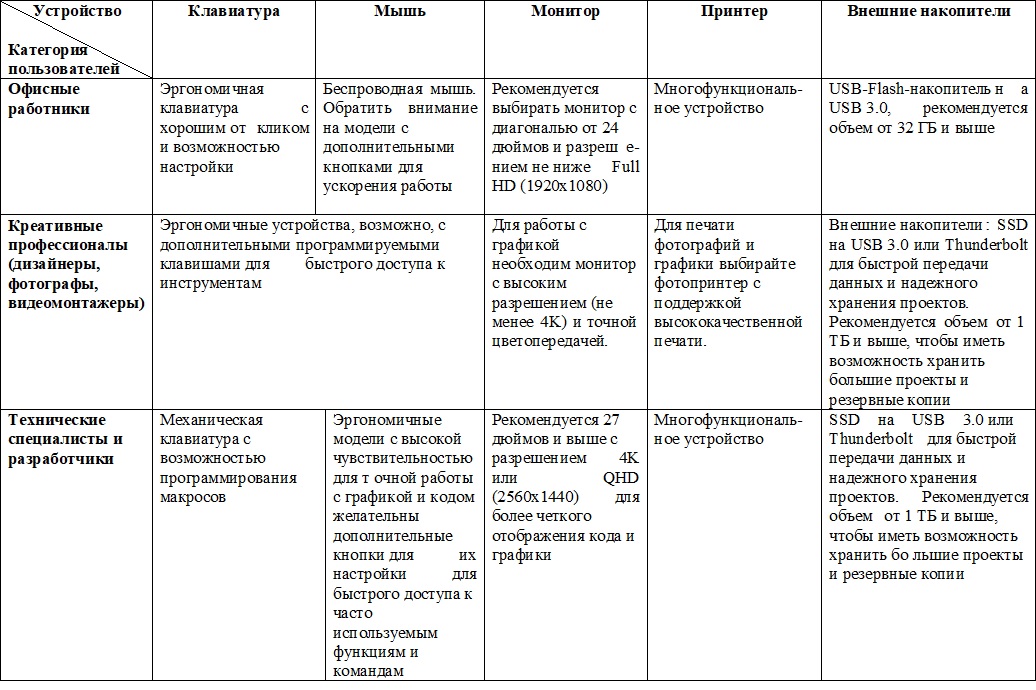 Устройство
Категория
пользователей
Клавиатура
Мышь
Монитор
Принтер
Внешние накопители
Офисные
работники
Эргономичная
клавиатура с
хорошим от кликом
и возможностью
настройки
Беспроводная мышь.
Обратить внимание
на модели с
дополнительными
кнопками для
ускорения работы
Рекомендуется
выбирать монитор с
диагональю от 24
дюймов и разреш е-
нием не ниже Full
HD (1920x1080)
Многофункциональ-
ное устройство
USB-Flash-накопитель н а
USB 3.0, рекомендуется
объем от 32 ГБ и выше
Креативные
профессионалы
(дизайнеры,
фотографы,
видеомонтажеры)
Эргономичные устройства, возможно, с
дополнительными программируемыми
клавишами для быстрого доступа к
инструментам
Для работы с
графикой
необходим монитор
с высоким
разрешением (не
менее 4K) и точной
цветопередачей.
Для печати
фотографий и
графики выбирайте
фотопринтер с
поддержкой
высококачественной
печати.
Внешние накопители : SSD
на USB 3.0 или Thunderbolt
для быстрой передачи
данных и надежного
хранения проектов.
Рекомендуется объем от 1
ТБ и выше, чтобы иметь
возможность хранить
большие проекты и
резервные копии
Технические
специалисты и
разработчики
Механическая
клавиатура с
возможностью
программирования
макросов
Эргономичные
модели с высокой
чувствительностью
для т очной работы
с графикой и кодом
желательны
дополнительные
кнопки для их
настройки для
быстрого доступа к
часто
используемым
функциям и
командам
Рекомендуется 27
дюймов и выше с
разрешением 4K
или QHD
(2560x1440) для
более четкого
отображения кода и
графики
Многофункциональ-
ное устройство
SSD на USB 3.0 или
Thunderbolt для быстрой
передачи данных и
надежного хранения
проектов. Рекомендуется
объем от 1 ТБ и выше,
чтобы иметь возможность
хранить бо льшие проекты
и резервные копии